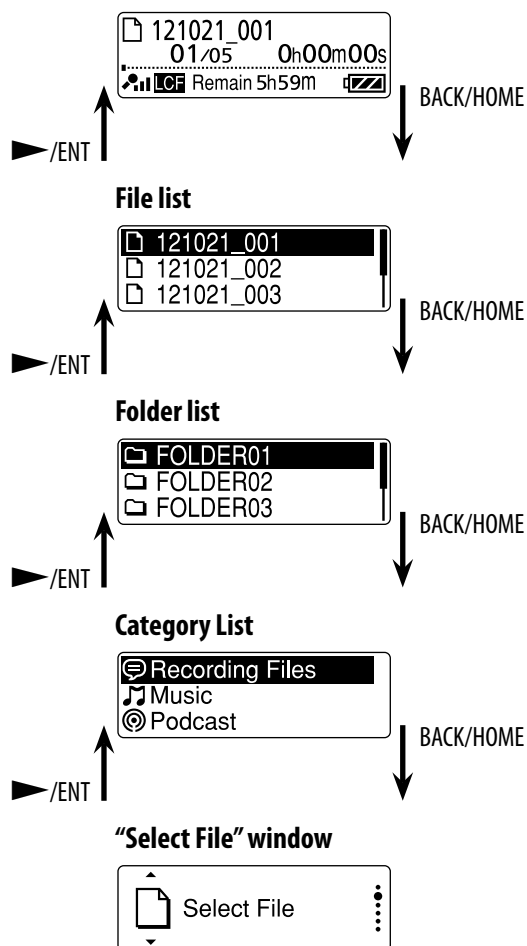 121021_001
01/05 0h00m00s
LCF Remain 5h59m
BACK/HOME
►/ENT
File list
121021_001
121021_002
121021_003
BACK/HOME
►/ENT
Folder list
FOLDER01
FOLDER02
FOLDER03
BACK/HOME
►/ENT
Category List
Recording Files
Music
Podcast
BACK/HOME
►/ENT
“Select File” window
Select File